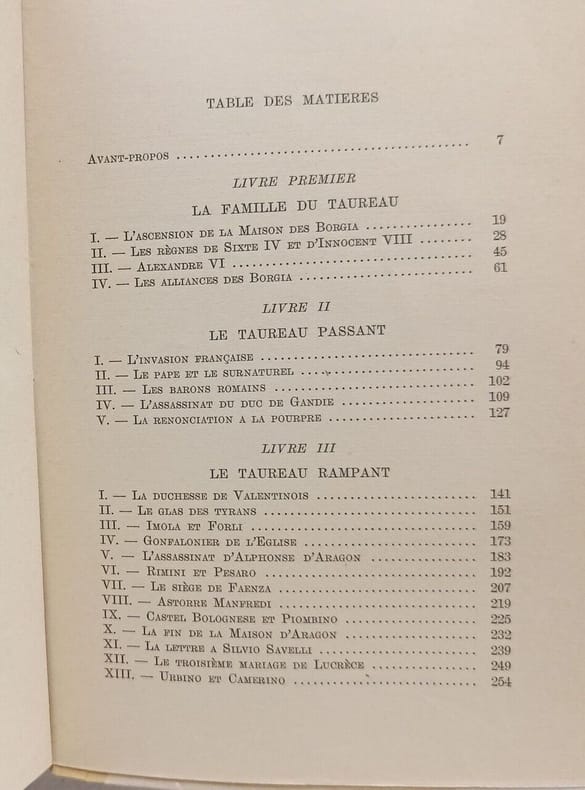 TABLE DES MATIERES
Avant-propos ........ 7
LIVRE PREMIER
LA FAMILLE DU TAUREAU
I. — L'ascension de la Maison des Borgia ........ 19
II. — Les règnes de Sixte IV et d'Innocent VIII ........ 28
III. — Alexandre VI ........ 45
IV. — Les alliances des Borgia ........ 61
LIVRE II
LE TAUREAU PASSANT
I. — L'invasion française ........ 79
II. — Le pape et le surnaturel ........ 94
III. — Les barons romains ........ 102
IV. — L'assassinat du duc de Gandie ........ 109
V. — La renonciation a la pourpre ........ 127
LIVRE III
LE TAUREAU RAMPANT
I. — La duchesse de Valentinois ........ 141
II. — Le glas des tyrans ........ 151
III. — Imola et Forli ........ 159
IV. — Gonfalonier de l'Eglise ........ 173
V. — L'assassinat d'Alphonse d'Aragon ........ 183
VI. — Rimini et Pesaro ........ 192
VII. — Le siège de Faenza ........ 207
VIII. — Astorre Manfredi ........ 219
IX. — Castel Bolognese et Piombino ........ 225
X. — La fin de la Maison d'Aragon ........ 232
XI. — La lettre a Silvio Savelli ........ 239
XII. — Le troisième mariage de Lucrèce ........ 249
XIII. — Urbino et Camerino ........ 254